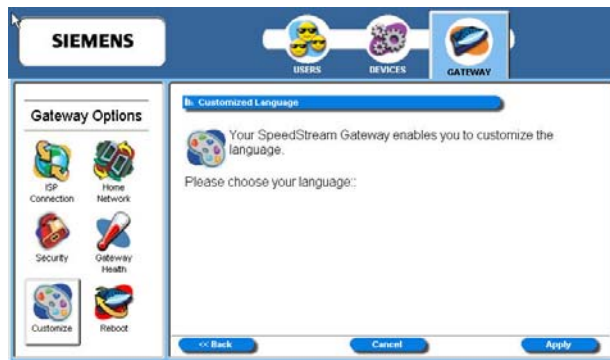 SIEMENS
USERS
DEVICES
GATEWAY
Gateway Options
ISP
Connection
Home
Network
Security
Gateway
Health
Customize
Reboot
Customized Language
Your SpeedStream Gateway enables you to customize the
language.
Please choose your language::
<< Back
Cancel
Apply